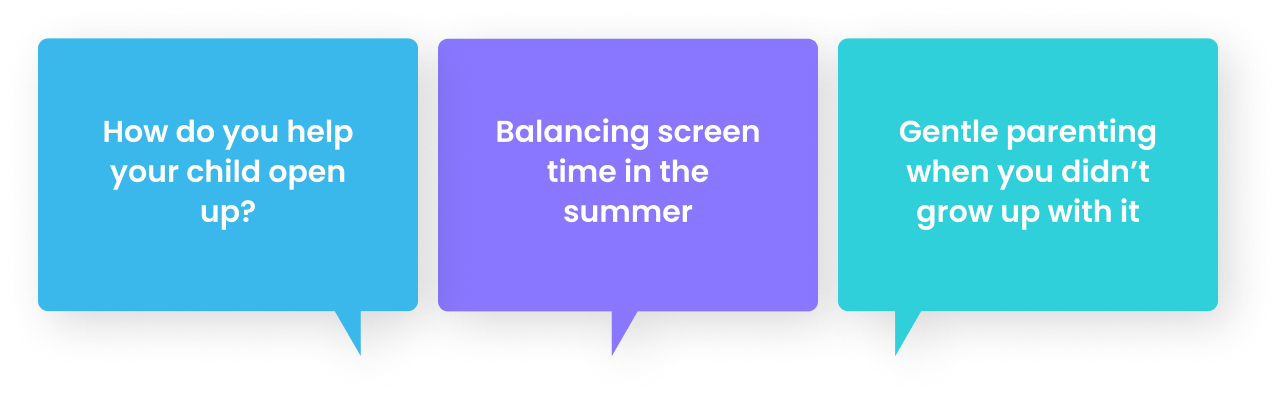 How do you help
your child open
up?
Balancing screen
time in the
summer
Gentle parenting
when you didn’t
grow up with it